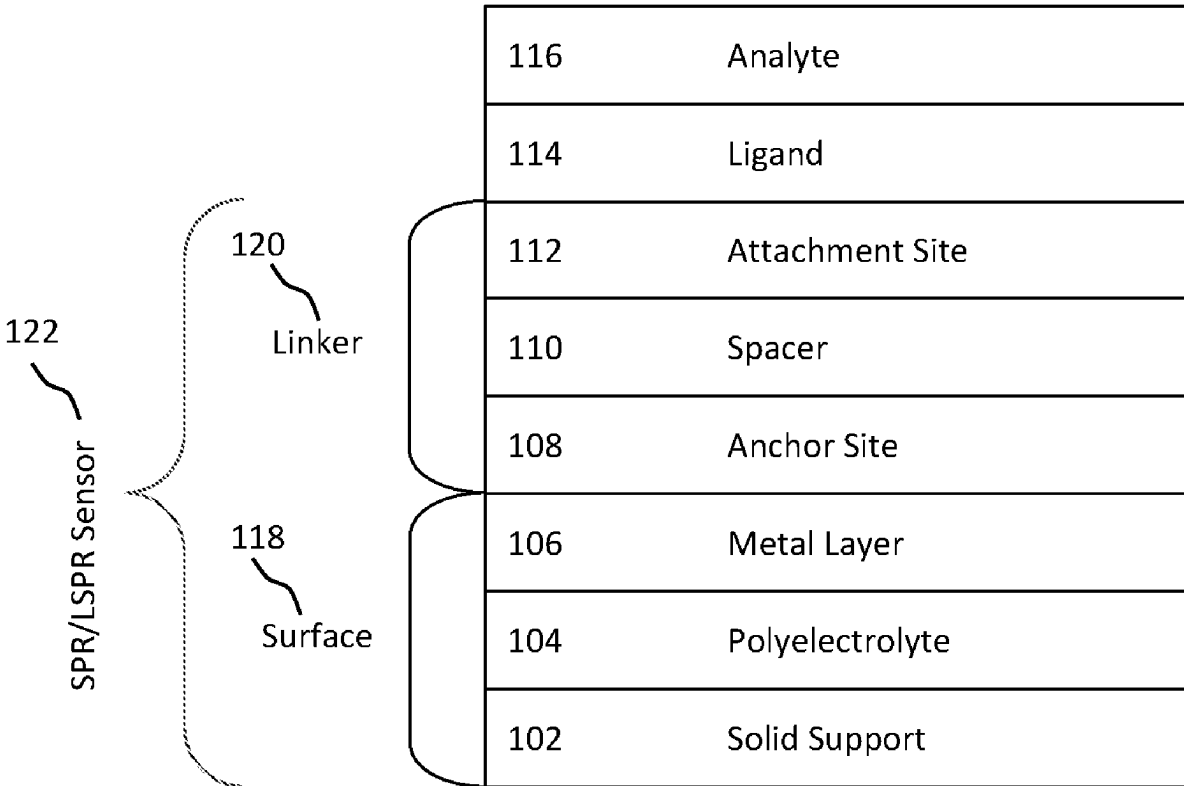 116 Analyte
114 Ligand
112 Attachment Site
110 Spacer
108 Anchor Site
106 Metal Layer
104 Polyelectrolyte
102 Solid Support
120
Linker
118
Surface
122
SPR/LSPR Sensor